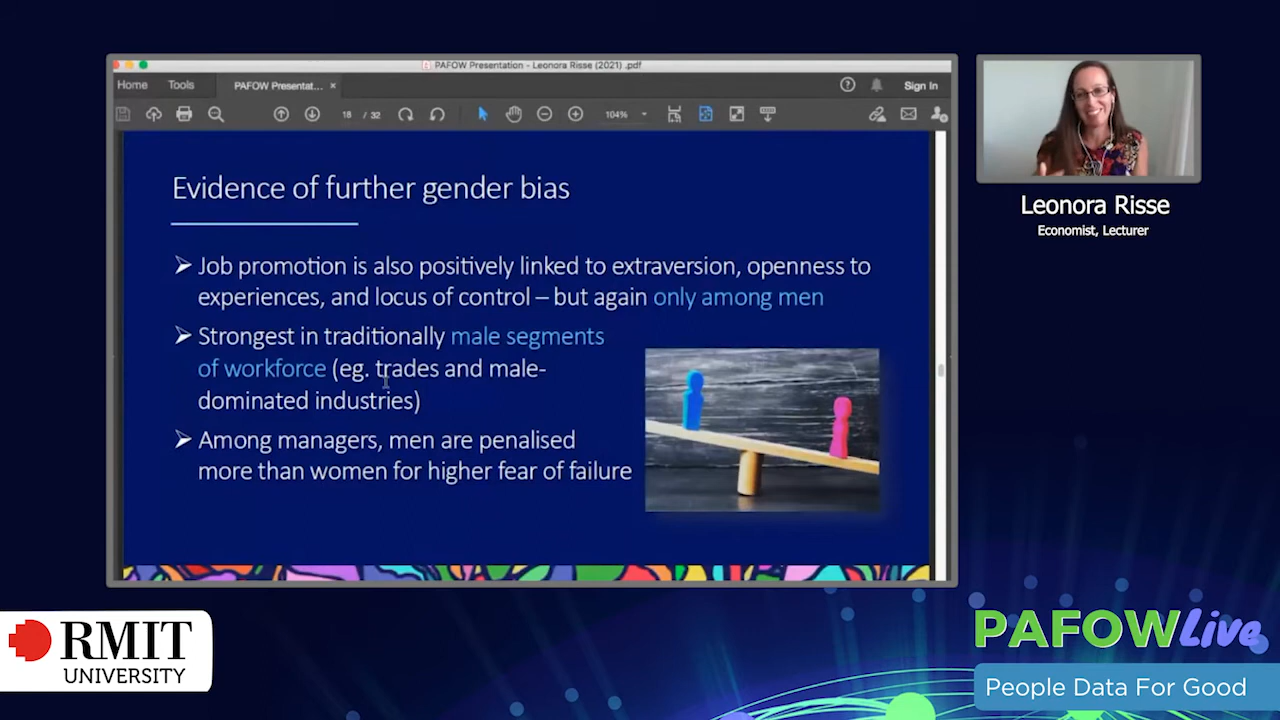 PAFOW Presentation - Leonora Risse (2021) .pdf
Home
Tools
PAFOW Presentat... ×
Sign In
18 / 32
104%
Evidence of further gender bias
➢ Job promotion is also positively linked to extraversion, openness to
experiences, and locus of control – but again only among men
➢ Strongest in traditionally male segments
of workforce (eg. trades and male-
dominated industries)
➢ Among managers, men are penalised
more than women for higher fear of failure
Leonora Risse
Economist, Lecturer
RMIT
UNIVERSITY
PAFOW Live
People Data For Good